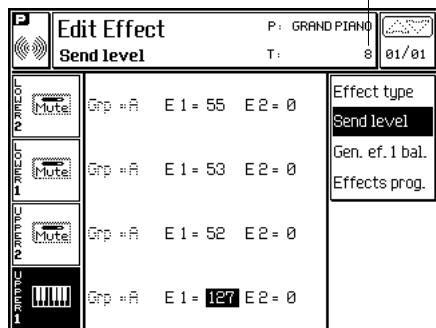 P
Edit Effect
P: GRAND PIANO
Send level
T: 8
01/01
LOWER 2
Mute
Grp =A E1= 55 E2= 0
LOWER 1
Mute
Grp =A E1= 53 E2= 0
UPPER 2
Mute
Grp =A E1= 52 E2= 0
UPPER 1
Grp =A E1= 127 E2= 0
Effect type
Send level
Gen. ef. 1 bal.
Effects prog.